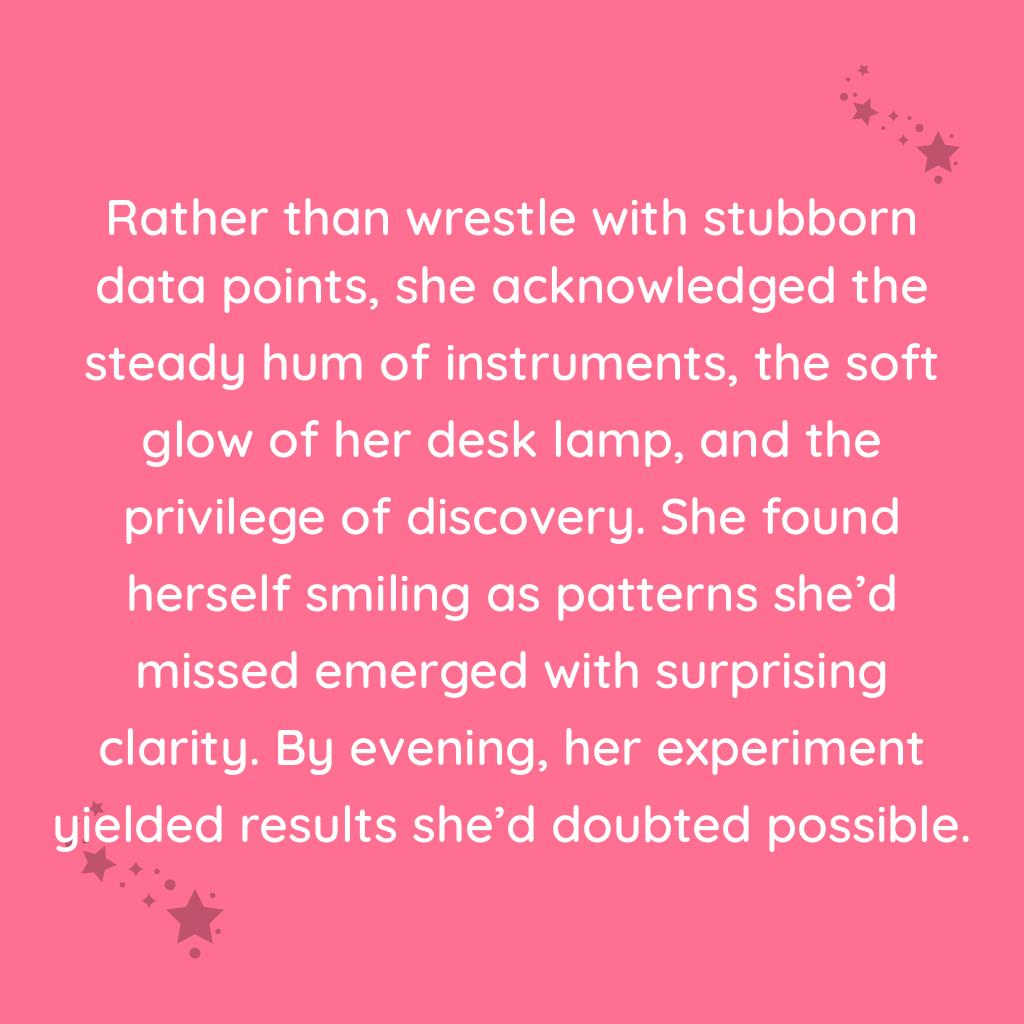 Rather than wrestle with stubborn
data points, she acknowledged the
steady hum of instruments, the soft
glow of her desk lamp, and the
privilege of discovery. She found
herself smiling as patterns she’d
missed emerged with surprising
clarity. By evening, her experiment
yielded results she’d doubted possible.